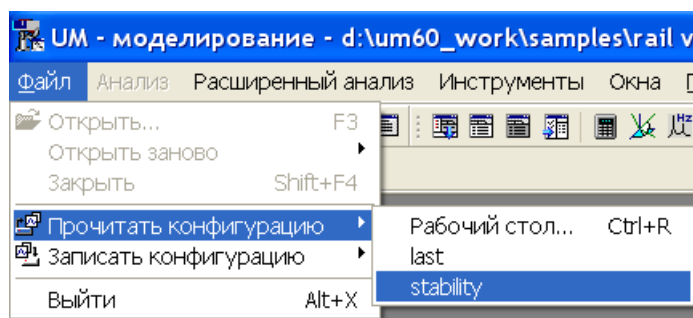 UM - моделирование - d:\um60_work\samples\rail v
Файл Анализ Расширенный анализ Инструменты Окна
Hz
Открыть... F3
Открыть заново
Закрыть Shift+F4
Прочитать конфигурацию
Рабочий стол... Ctrl+R
Записать конфигурацию
last
stability
Выйти Alt+X